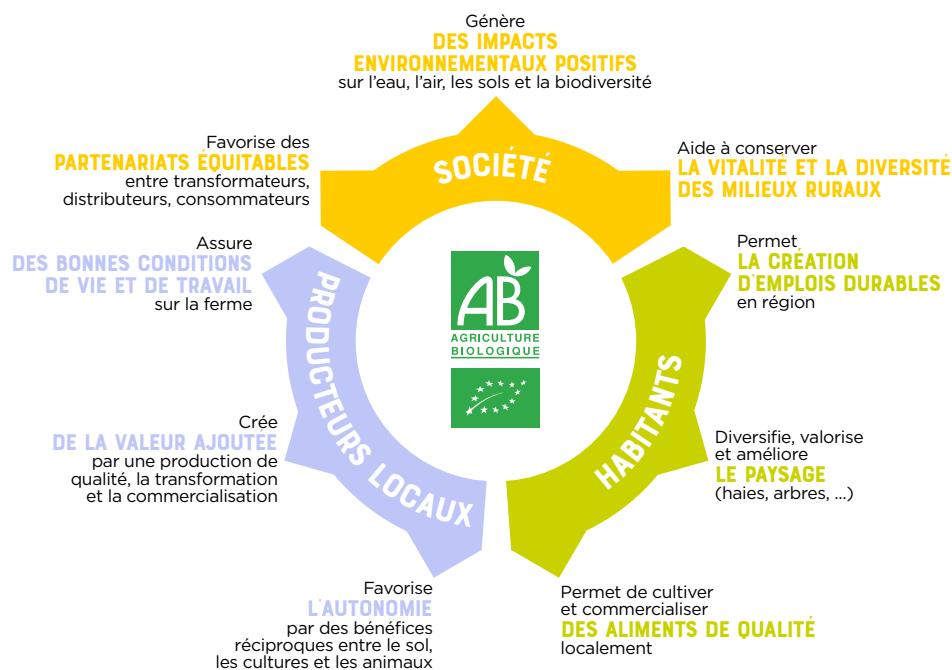 Génère
DES IMPACTS
ENVIRONNEMENTAUX POSITIFS
sur l'eau, l'air, les sols et la biodiversité
Favorise des
PARTENARIATS ÉQUITABLES
entre transformateurs,
distributeurs, consommateurs
SOCIÉTÉ
Aide à conserver
LA VITALITÉ ET LA DIVERSITÉ
DES MILIEUX RURAUX
Assure
DES BONNES CONDITIONS
DE VIE ET DE TRAVAIL
sur la ferme
PRODUCTEURS LOCAUX
AB
AGRICULTURE
BIOLOGIQUE
HABITANTS
Permet
LA CRÉATION
D'EMPLOIS DURABLES
en région
Crée
DE LA VALEUR AJOUTÉE
par une production de
qualité, la transformation
et la commercialisation
Diversifie, valorise
et améliore
LE PAYSAGE
(haies, arbres, ...)
Favorise
L'AUTONOMIE
par des bénéfices
réciproques entre le sol,
les cultures et les animaux
Permet de cultiver
et commercialiser
DES ALIMENTS DE QUALITÉ
localement